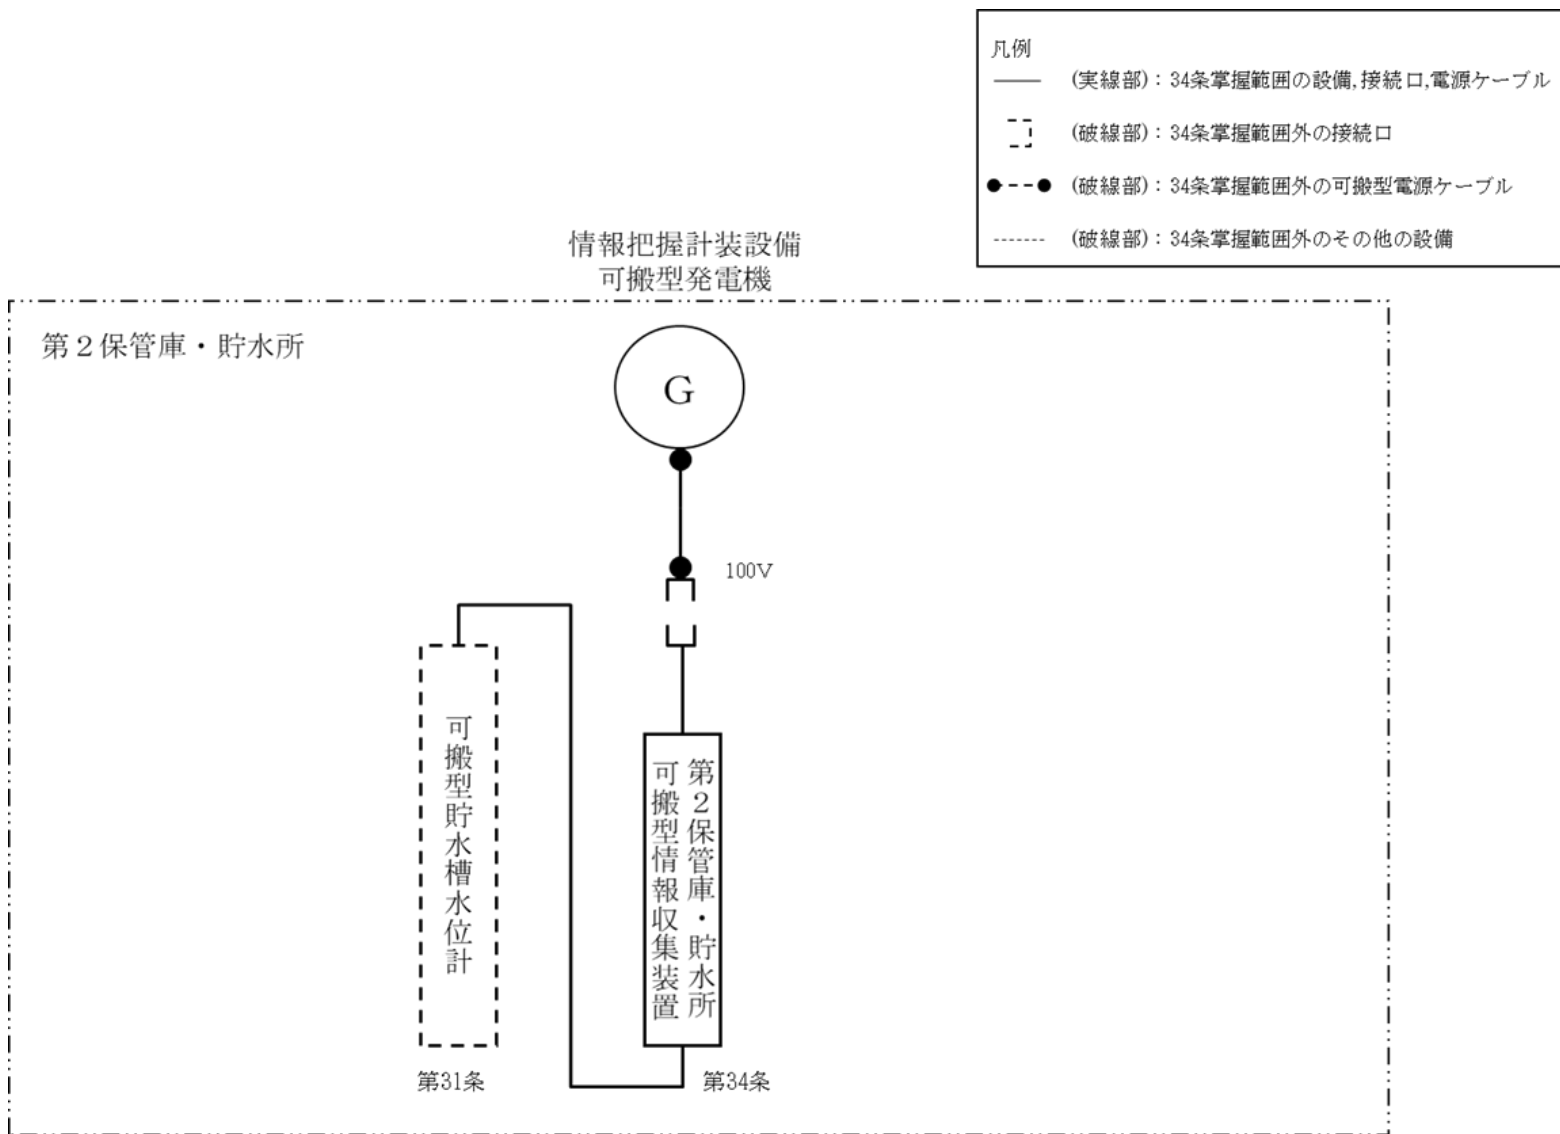 凡例
(実線部)：34条掌握範囲の設備,接続口,電源ケーブル
(破線部)：34条掌握範囲外の接続口
(破線部)：34条掌握範囲外の可搬型電源ケーブル
(破線部)：34条掌握範囲外のその他の設備
情報把握計装設備
可搬型発電機
第２保管庫・貯水所
G
100V
可搬型貯水槽水位計
第２保管庫・貯水所
可搬型情報収集装置
第31条
第34条